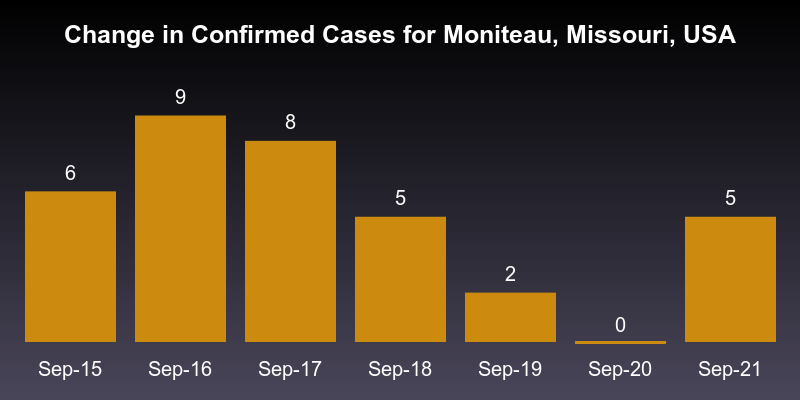 Change in Confirmed Cases for Moniteau, Missouri, USA
6
9
8
5
2
0
5
Sep-15
Sep-16
Sep-17
Sep-18
Sep-19
Sep-20
Sep-21